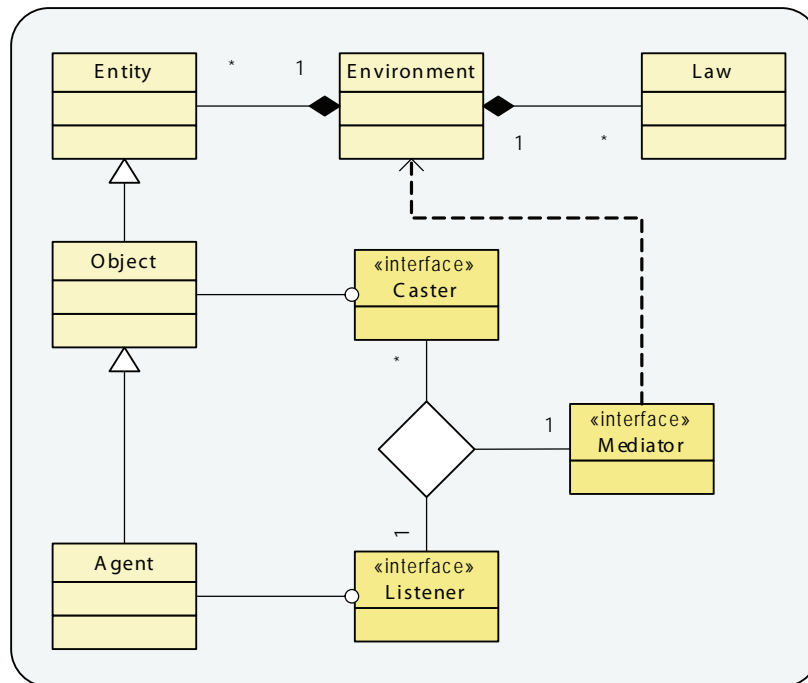 Entity
*
1
Environment
Law
1
*
Object
«interface»
Caster
*
1
«interface»
Mediator
1
Agent
«interface»
Listener